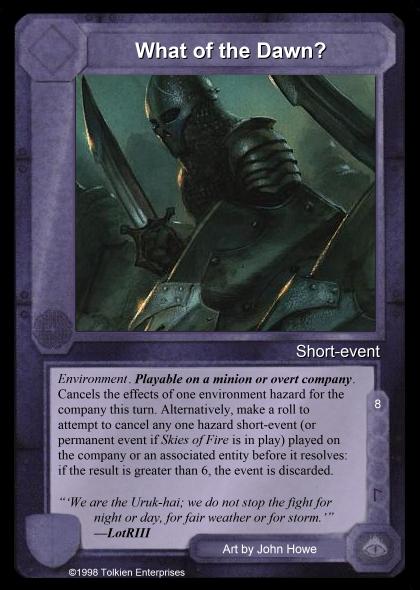 What of the Dawn?
Short-event
Environment. Playable on a minion or overt company.
Cancels the effects of one environment hazard for the
company this turn. Alternatively, make a roll to
attempt to cancel any one hazard short-event (or
permanent event if Skies of Fire is in play) played on
the company or an associated entity before it resolves:
if the result is greater than 6, the event is discarded.
8
“‘We are the Uruk-hai; we do not stop the fight for
night or day, for fair weather or for storm.’”
—LotRIII
Art by John Howe
©1998 Tolkien Enterprises